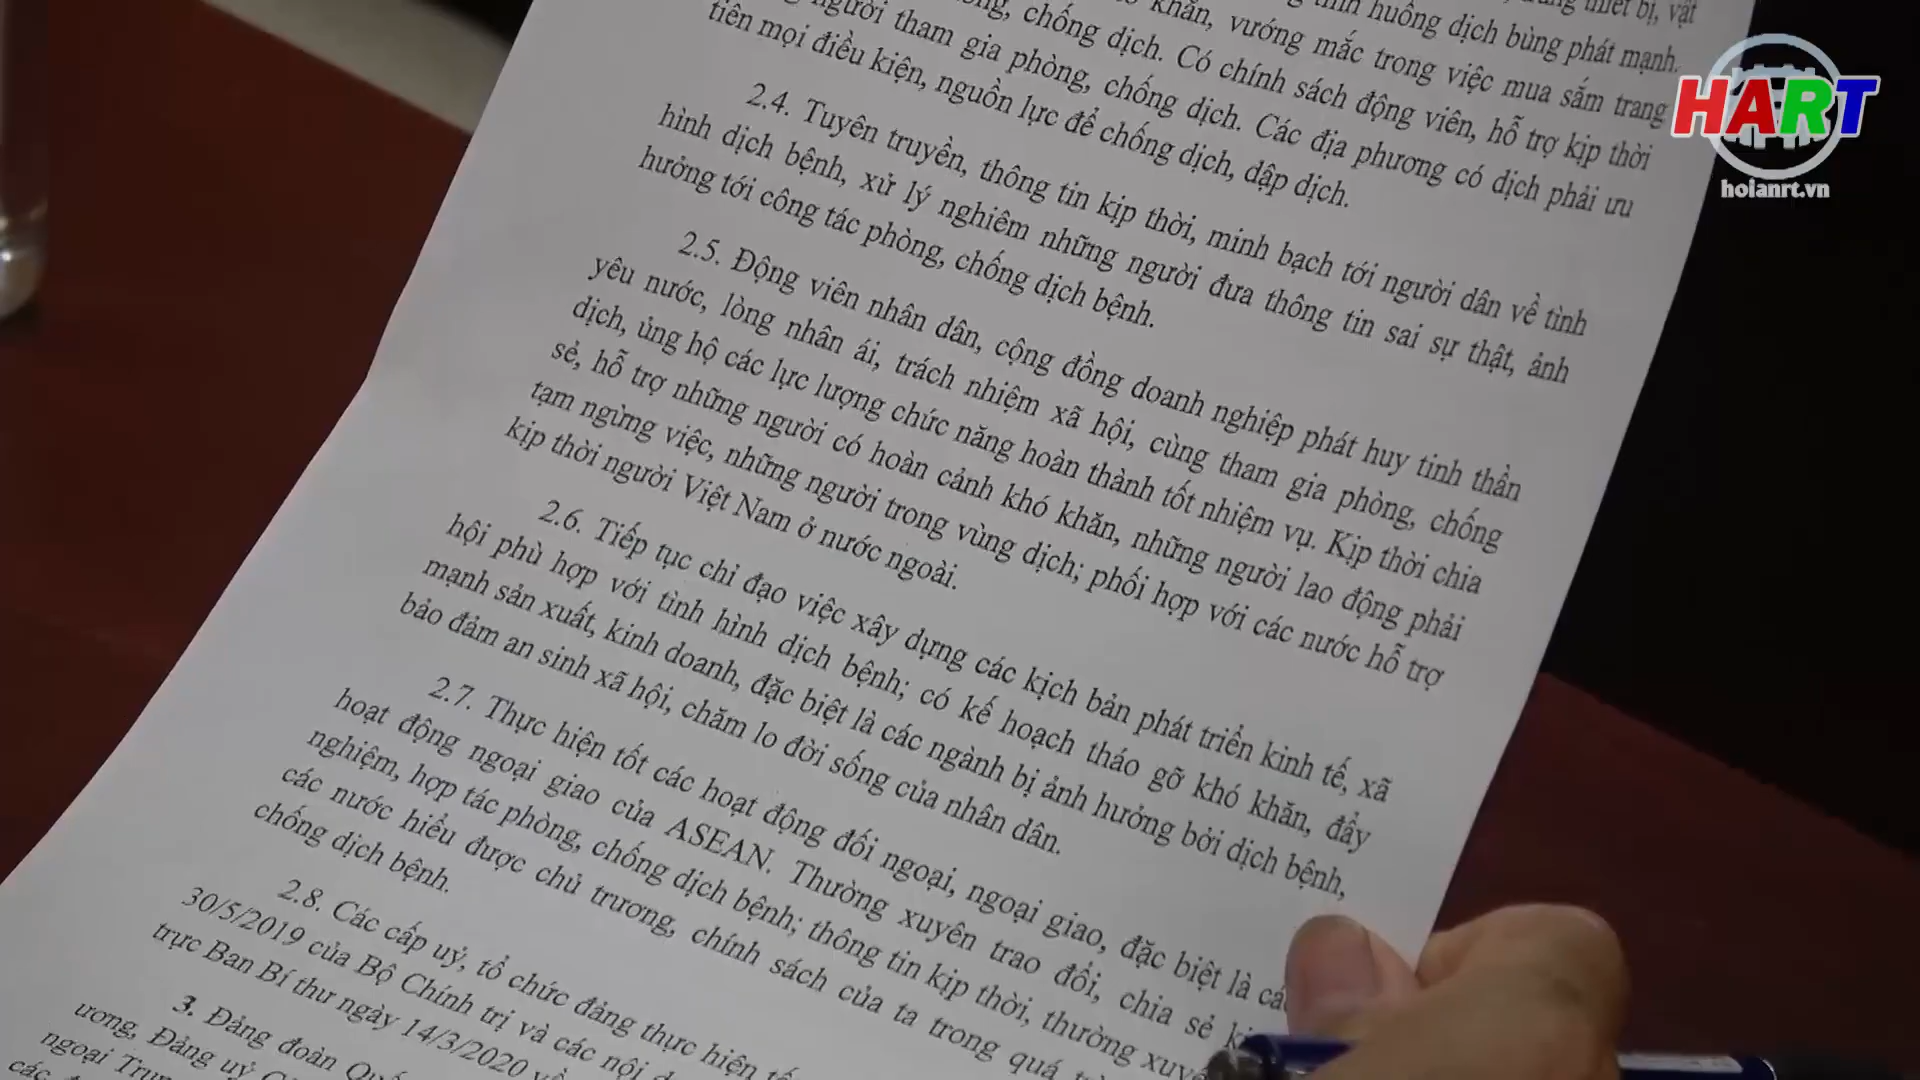 thiết bị, vật
tình huống dịch bùng phát mạnh.
khăn, vướng mắc trong việc mua sắm trang
chống dịch. Có chính sách động viên, hỗ trợ kịp thời
người tham gia phòng, chống dịch. Các địa phương có dịch phải ưu
tiên mọi điều kiện, nguồn lực để chống dịch, dập dịch.
2.4. Tuyên truyền, thông tin kịp thời, minh bạch tới người dân về tình
hình dịch bệnh, xử lý nghiêm những người đưa thông tin sai sự thật, ảnh
hưởng tới công tác phòng, chống dịch bệnh.
2.5. Động viên nhân dân, cộng đồng doanh nghiệp phát huy tinh thần
yêu nước, lòng nhân ái, trách nhiệm xã hội, cùng tham gia phòng, chống
dịch, ủng hộ các lực lượng chức năng hoàn thành tốt nhiệm vụ. Kịp thời chia
sẻ, hỗ trợ những người có hoàn cảnh khó khăn, những người lao động phải
tạm ngừng việc, những người trong vùng dịch; phối hợp với các nước hỗ trợ
kịp thời người Việt Nam ở nước ngoài.
2.6. Tiếp tục chỉ đạo việc xây dựng các kịch bản phát triển kinh tế, xã
hội phù hợp với tình hình dịch bệnh; có kế hoạch tháo gỡ khó khăn, đẩy
mạnh sản xuất, kinh doanh, đặc biệt là các ngành bị ảnh hưởng bởi dịch bệnh,
bảo đảm an sinh xã hội, chăm lo đời sống của nhân dân.
2.7. Thực hiện tốt các hoạt động đối ngoại, ngoại giao, đặc biệt là
hoạt động ngoại giao của ASEAN. Thường xuyên trao đổi, chia sẻ
nghiệm, hợp tác phòng, chống dịch bệnh; thông tin kịp thời, thường
các nước hiểu được chủ trương, chính sách của ta trong quá
chống dịch bệnh.
2.8. Các cấp uỷ, tổ chức đảng thực hiện
30/5/2019 của Bộ Chính trị và các nội
trực Ban Bí thư ngày 14/3/2020
3. Đảng đoàn
ương, Đảng uỷ
ngoại
các
HART
hoianrt.vn